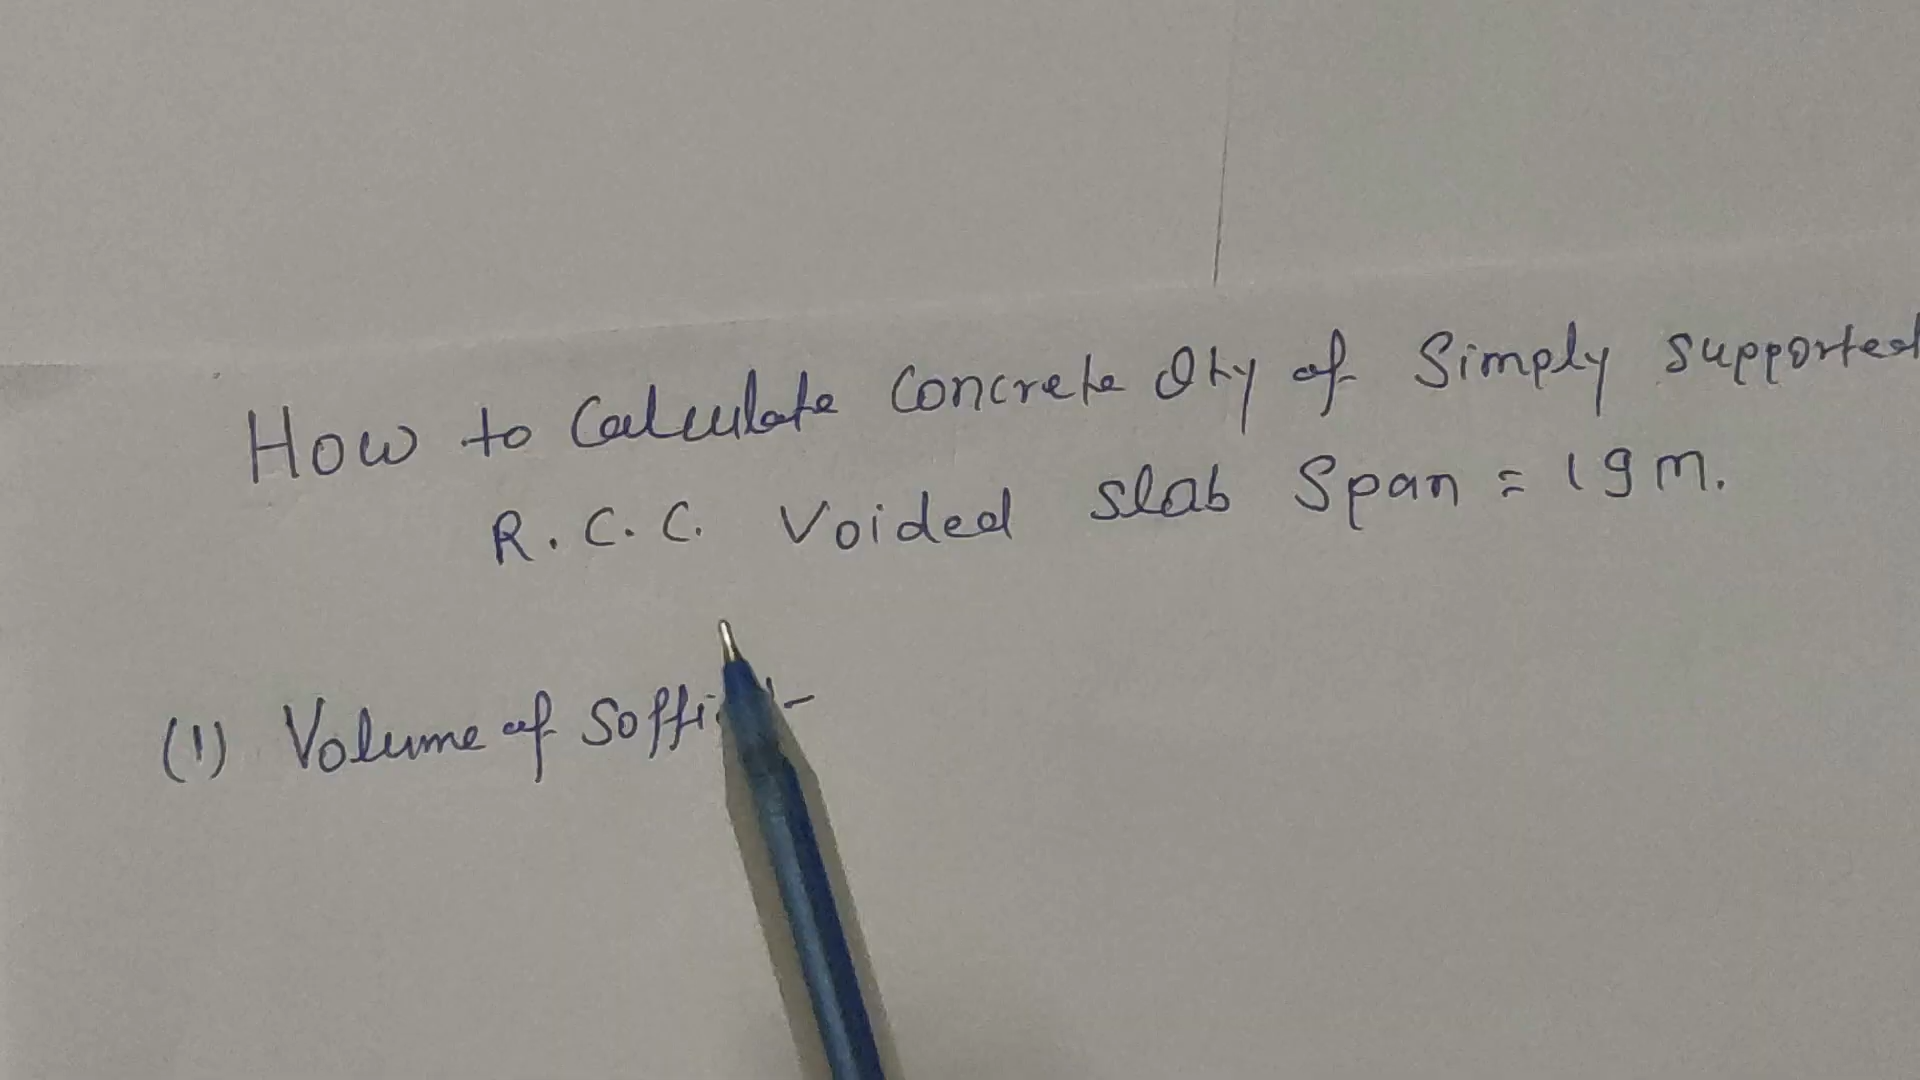 How to Calculate Concrete Qty of Simply supported
R.C.C. Voided slab Span = 19m.
(1) Volume of